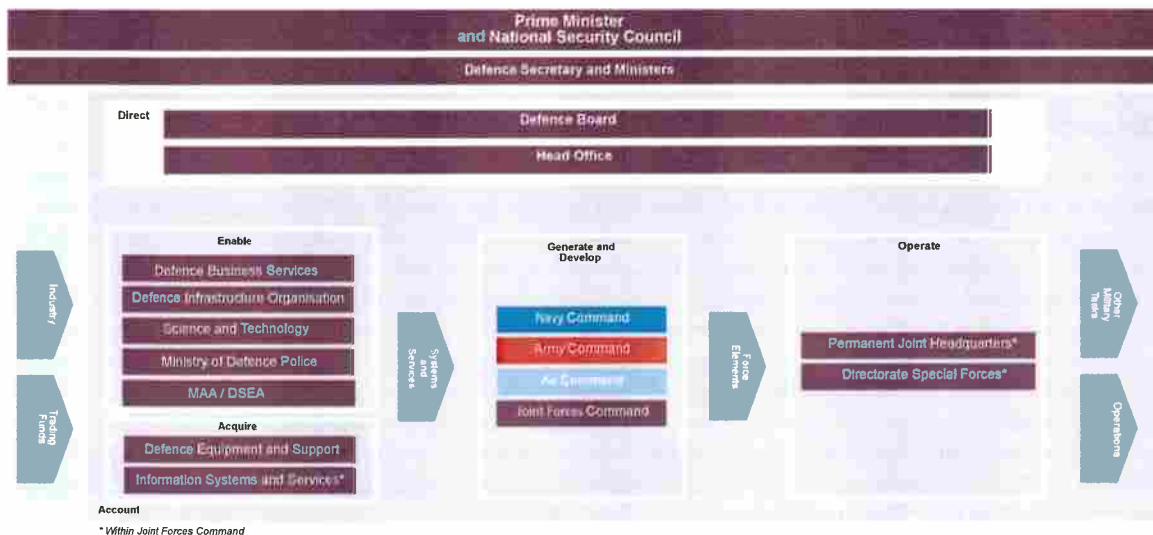 Prime Minister
and National Security Council
Defence Secretary and Ministers
Direct
Defence Board
Head Office
Enable
Defence Business Services
Defence Infrastructure Organisation
Science and Technology
Ministry of Defence Police
MAA / DSEA
Acquire
Defence Equipment and Support
Information Systems and Services*
Industry
Trading
Funds
Systems
and
Services
Generate and
Develop
Navy Command
Army Command
Air Command
Joint Forces Command
Force
Elements
Operate
Permanent Joint Headquarters*
Directorate Special Forces*
Other
Military
Tasks
Operations
Account
* Within Joint Forces Command